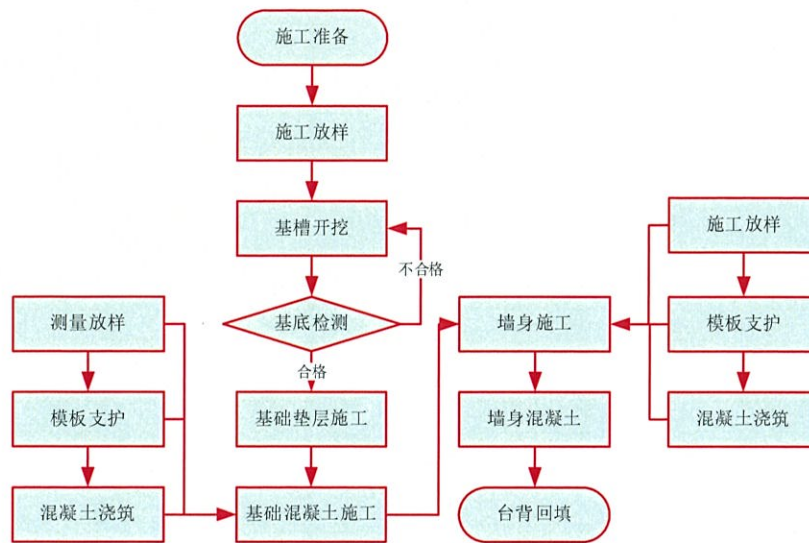 施工准备
施工放样
基槽开挖
不合格
基底检测
合格
基础垫层施工
基础混凝土施工
测量放样
模板支护
混凝土浇筑
墙身施工
墙身混凝土
台背回填
施工放样
模板支护
混凝土浇筑